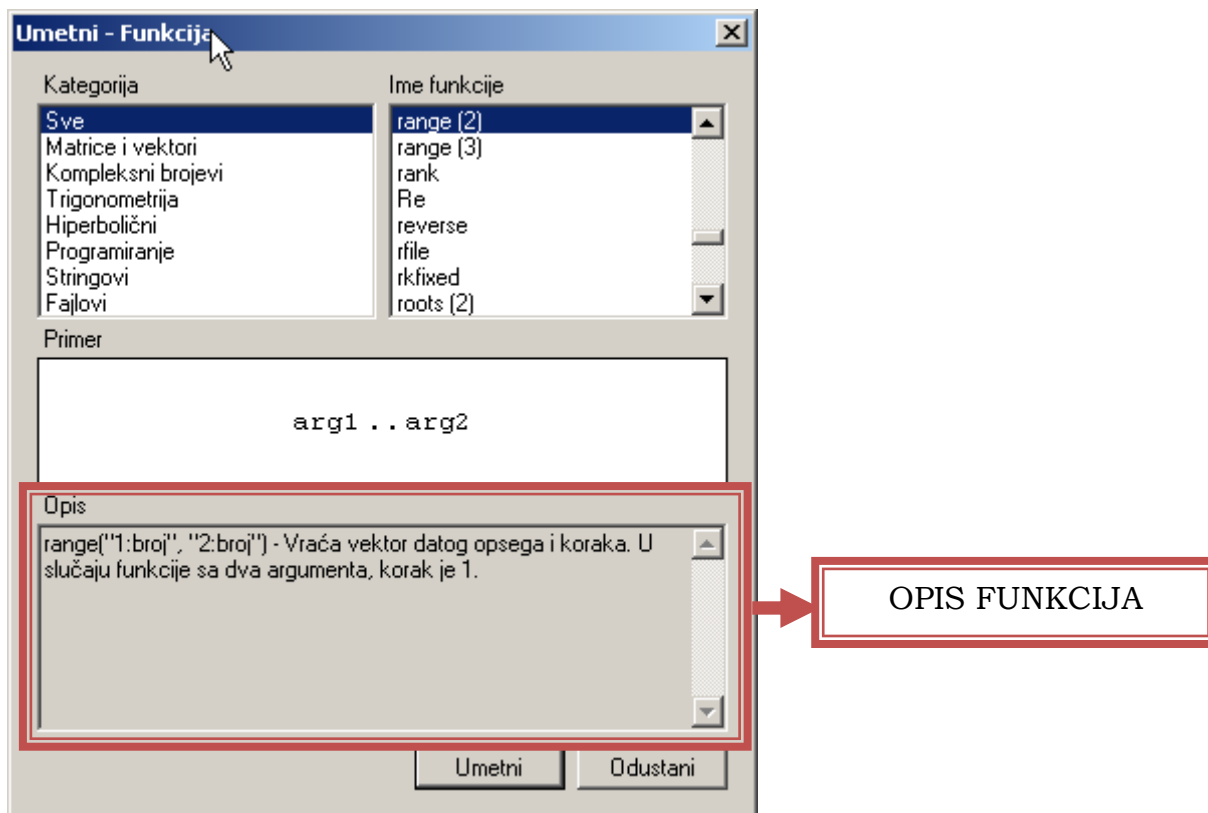 Umetni - Funkcija
Kategorija
Ime funkcije
Sve
Matrice i vektori
Kompleksni brojevi
Trigonometrija
Hiperbolični
Programiranje
Stringovi
Fajlovi
range (2)
range (3)
rank
Re
reverse
rfile
rkfixed
roots (2)
Primer
arg1 .. arg2
Opis
range("1:broj", "2:broj") - Vraća vektor datog opsega i koraka. U
slučaju funkcije sa dva argumenta, korak je 1.
OPIS FUNKCIJA
Umetni
Odustani